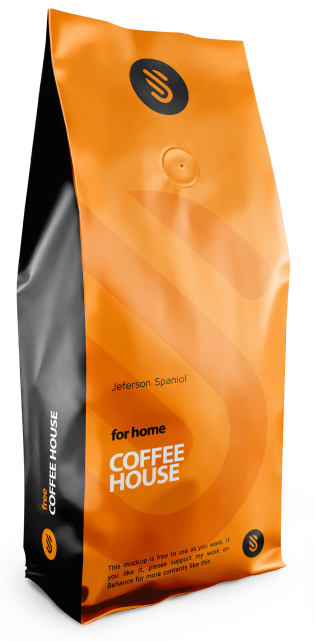 Jeferson Spaniol
for home
COFFEE
HOUSE
This mockup is free to use as you want. If
you like it, please support my work on
Behance for more contents like this.
free
COFFEE HOUSE